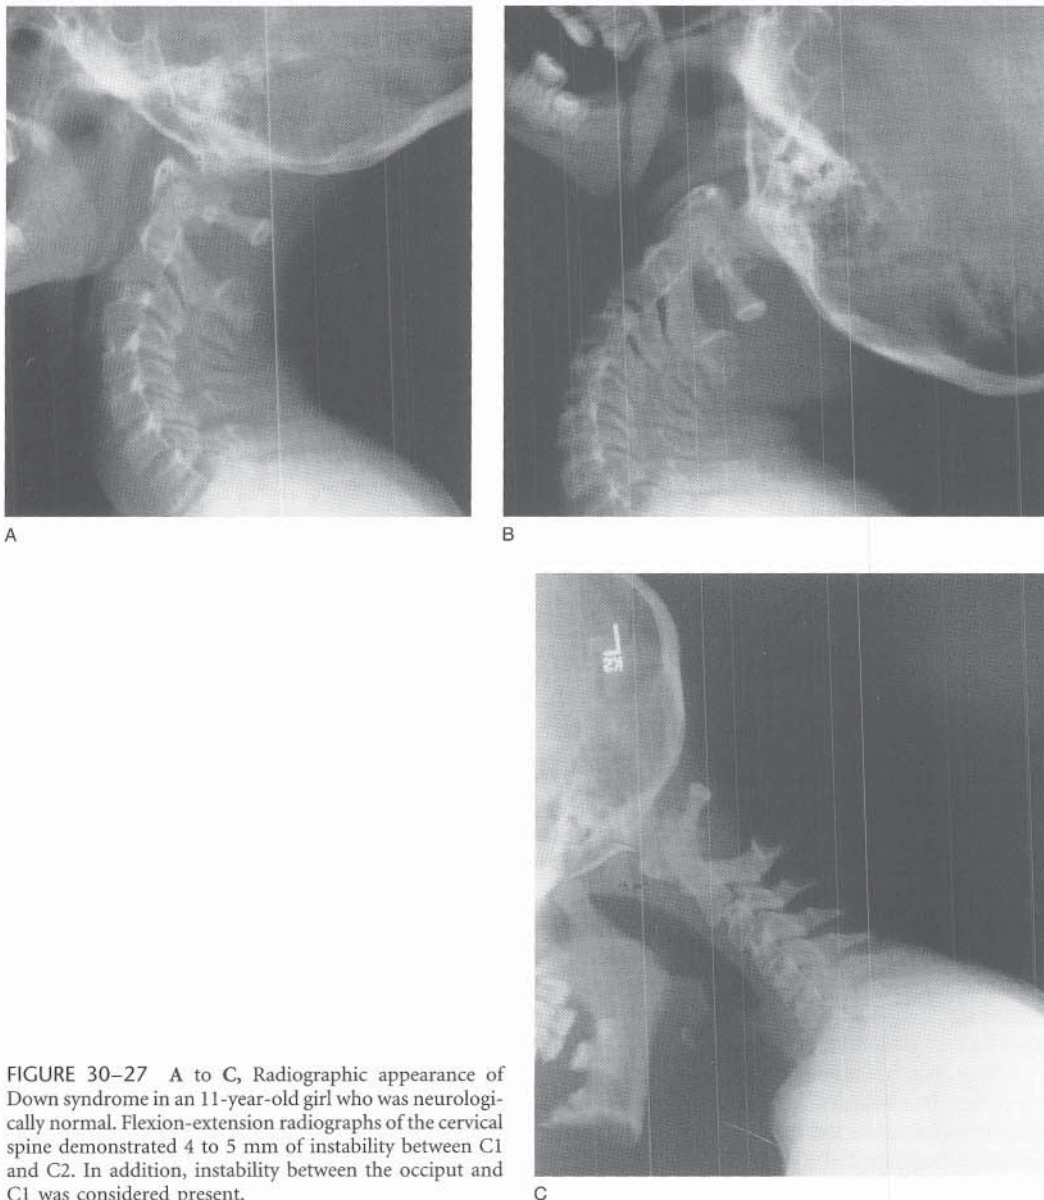 A
B
L
FIGURE 30–27 A to C, Radiographic appearance of
Down syndrome in an 11-year-old girl who was neurologi-
cally normal. Flexion-extension radiographs of the cervical
spine demonstrated 4 to 5 mm of instability between C1
and C2. In addition, instability between the occiput and
C1 was considered present.
C